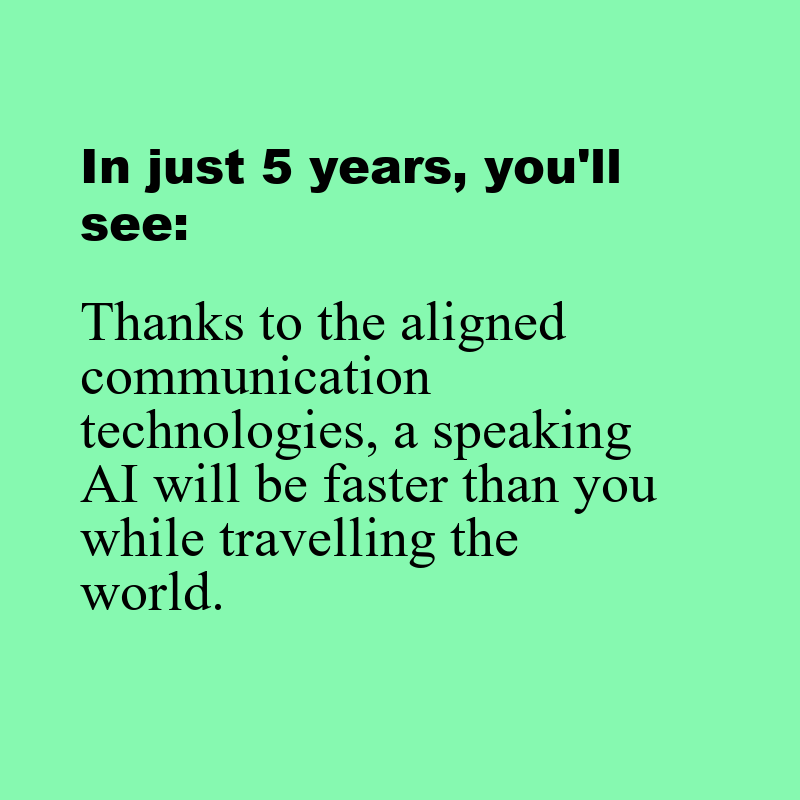 In just 5 years, you'll
see:
Thanks to the aligned
communication
technologies, a speaking
AI will be faster than you
while travelling the
world.